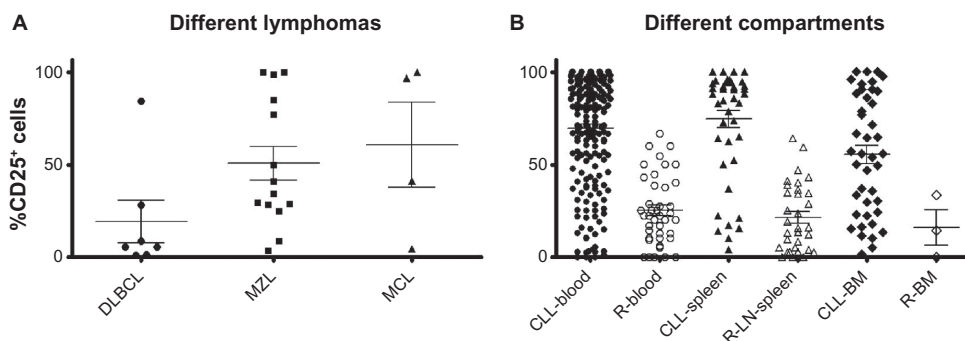 A
Different lymphomas
%CD25⁺ cells
100
50
0
DLBCL
MZL
MCL
B
Different compartments
100
50
0
CLL-blood
R-blood
CLL-spleen
R-LN-spleen
CLL-BM
R-BM